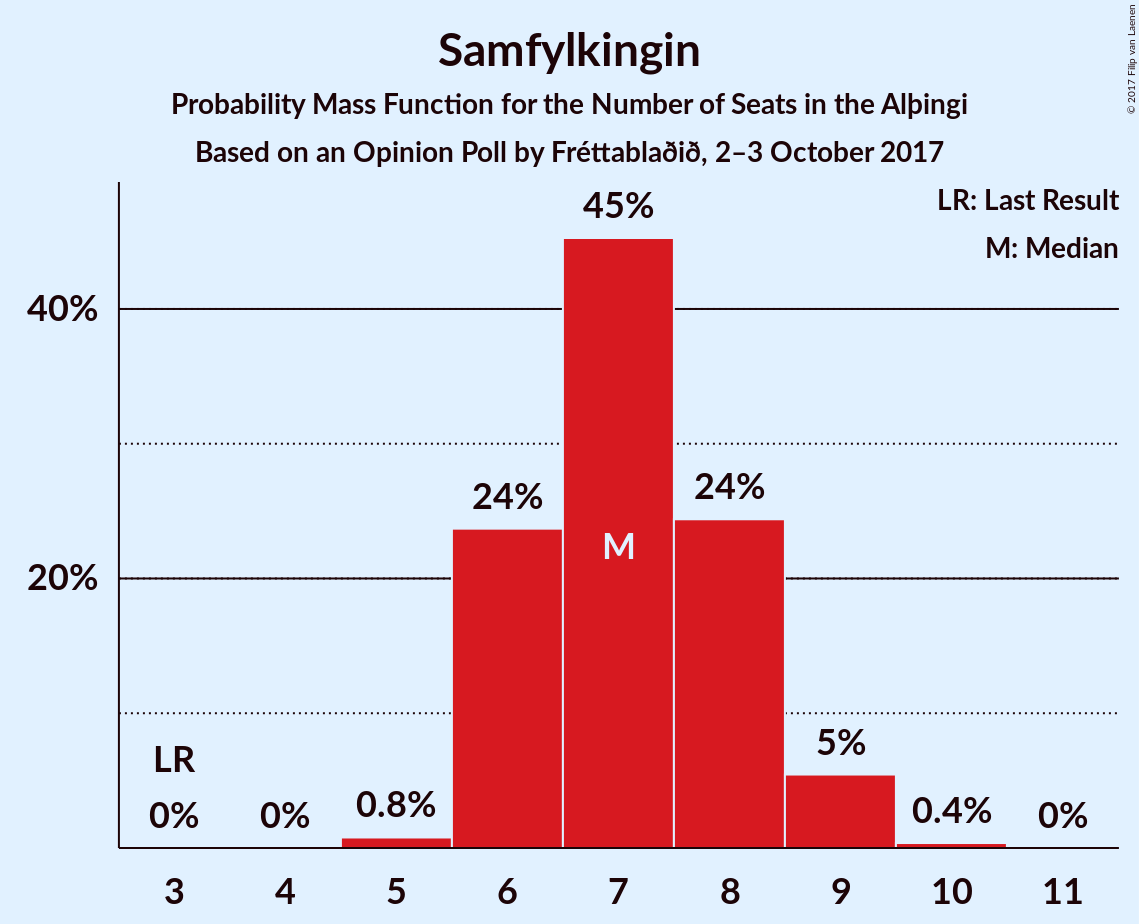 Samfylkingin
Probability Mass Function for the Number of Seats in the Alþingi
Based on an Opinion Poll by Fréttablaðið, 2–3 October 2017
© 2017 Filip van Laenen
LR: Last Result
M: Median
45%
40%
24%
24%
M
20%
5%
LR
0%
0%
0.8%
0.4%
0%
3 4 5 6 7 8 9 10 11